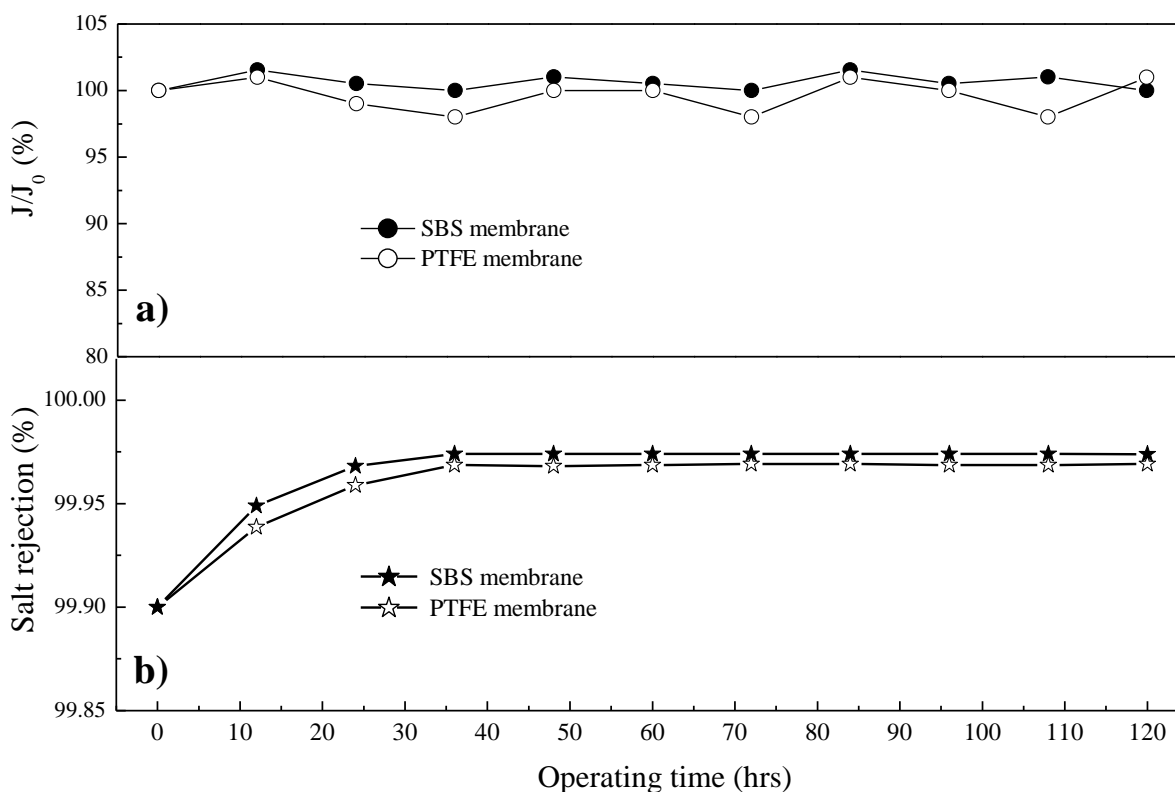 105
100
95
90
85
80
J/J0 (%)
SBS membrane
PTFE membrane
a)
100.00
99.95
99.90
99.85
Salt rejection (%)
SBS membrane
PTFE membrane
b)
0 10 20 30 40 50 60 70 80 90 100 110 120
Operating time (hrs)